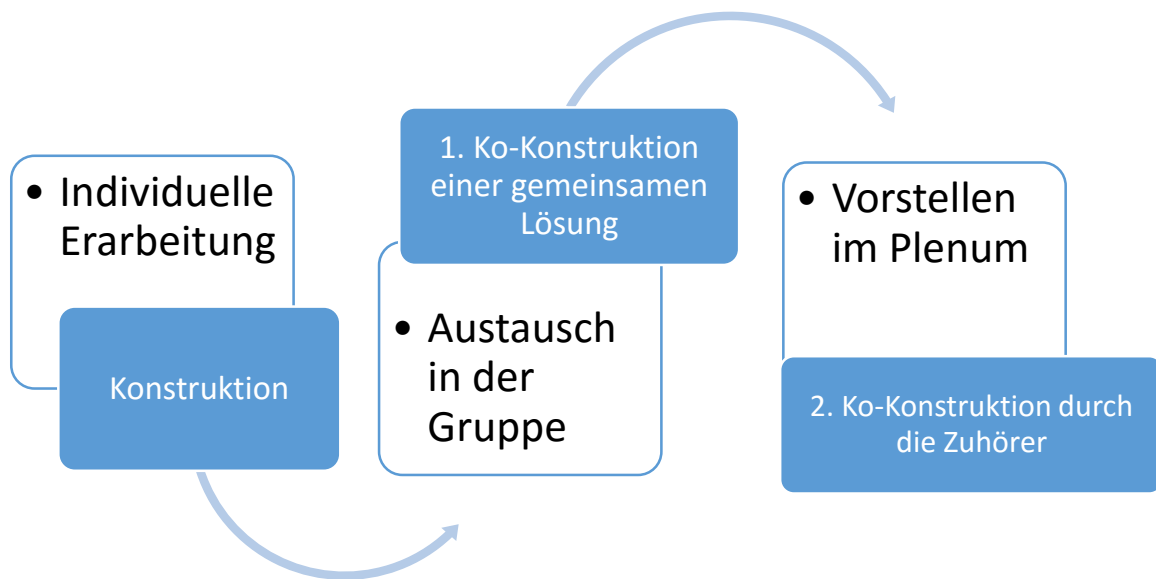 • Individuelle
Erarbeitung
Konstruktion
1. Ko-Konstruktion
einer gemeinsamen
Lösung
• Austausch
in der
Gruppe
• Vorstellen
im Plenum
2. Ko-Konstruktion durch
die Zuhörer